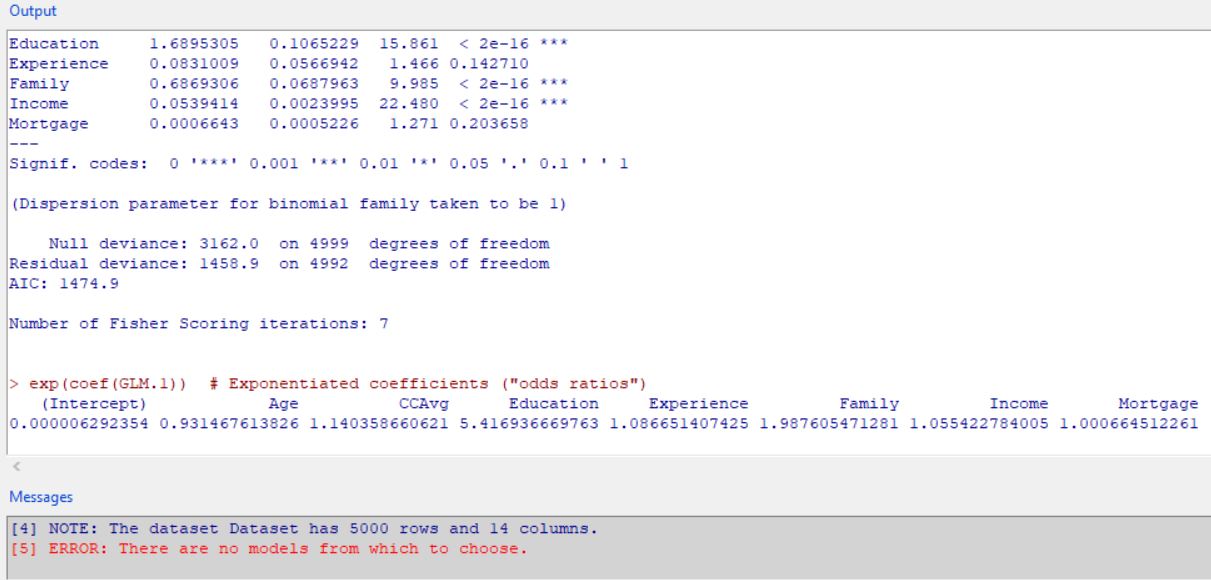 Output
Education 1.6895305 0.1065229 15.861 < 2e-16 ***
Experience 0.0831009 0.0566942 1.466 0.142710
Family 0.6869306 0.0687963 9.985 < 2e-16 ***
Income 0.0539414 0.0023995 22.480 < 2e-16 ***
Mortgage 0.0006643 0.0005226 1.271 0.203658
---
Signif. codes: 0 '***' 0.001 '**' 0.01 '*' 0.05 '.' 0.1 ' ' 1
(Dispersion parameter for binomial family taken to be 1)
Null deviance: 3162.0 on 4999 degrees of freedom
Residual deviance: 1458.9 on 4992 degrees of freedom
AIC: 1474.9
Number of Fisher Scoring iterations: 7
> exp(coef(GLM.1)) # Exponentiated coefficients ("odds ratios")
(Intercept) Age CCAvg Education Experience Family Income Mortgage
0.000006292354 0.931467613826 1.140358660621 5.416936669763 1.086651407425 1.987605471281 1.055422784005 1.000664512261
Messages
[4] NOTE: The dataset Dataset has 5000 rows and 14 columns.
[5] ERROR: There are no models from which to choose.